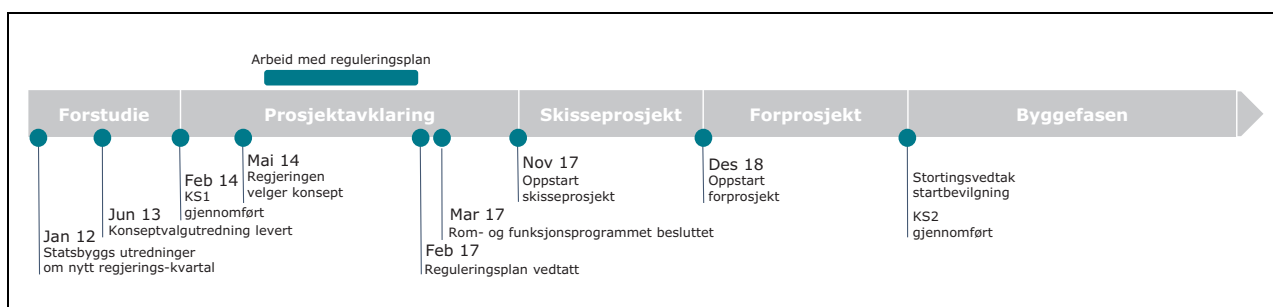 Arbeid med reguleringsplan
Forstudie
Prosjektavklaring
Skisseprosjekt
Forprosjekt
Byggefasen
Jan 12
Statsbyggs utredninger
om nytt regjerings-kvartal
Jun 13
Konseptvalgutredning levert
Feb 14
KS1
gjennomført
Mai 14
Regjeringen
velger konsept
Feb 17
Reguleringsplan vedtatt
Mar 17
Rom- og funksjonsprogrammet besluttet
Nov 17
Oppstart
skisseprosjekt
Des 18
Oppstart
forprosjekt
Stortingsvedtak
startbevilgning
KS2
gjennomført